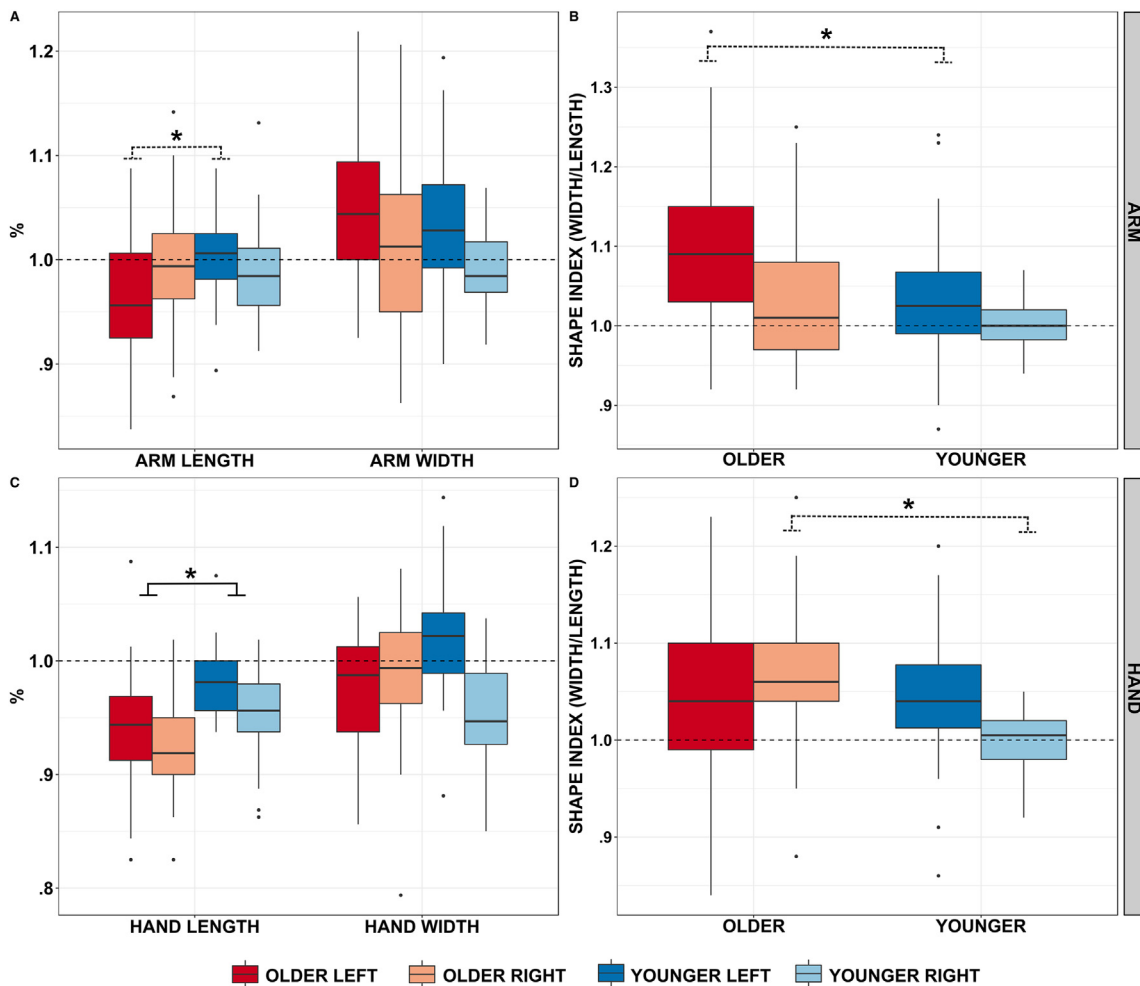 A
1.2
1.1
1.0
.9
%
*
ARM LENGTH ARM WIDTH
B
1.3
1.2
1.1
1.0
.9
SHAPE INDEX (WIDTH/LENGTH)
*
OLDER YOUNGER
ARM
C
1.1
1.0
.9
.8
%
*
HAND LENGTH HAND WIDTH
D
1.2
1.1
1.0
.9
SHAPE INDEX (WIDTH/LENGTH)
*
OLDER YOUNGER
HAND
OLDER LEFT OLDER RIGHT YOUNGER LEFT YOUNGER RIGHT